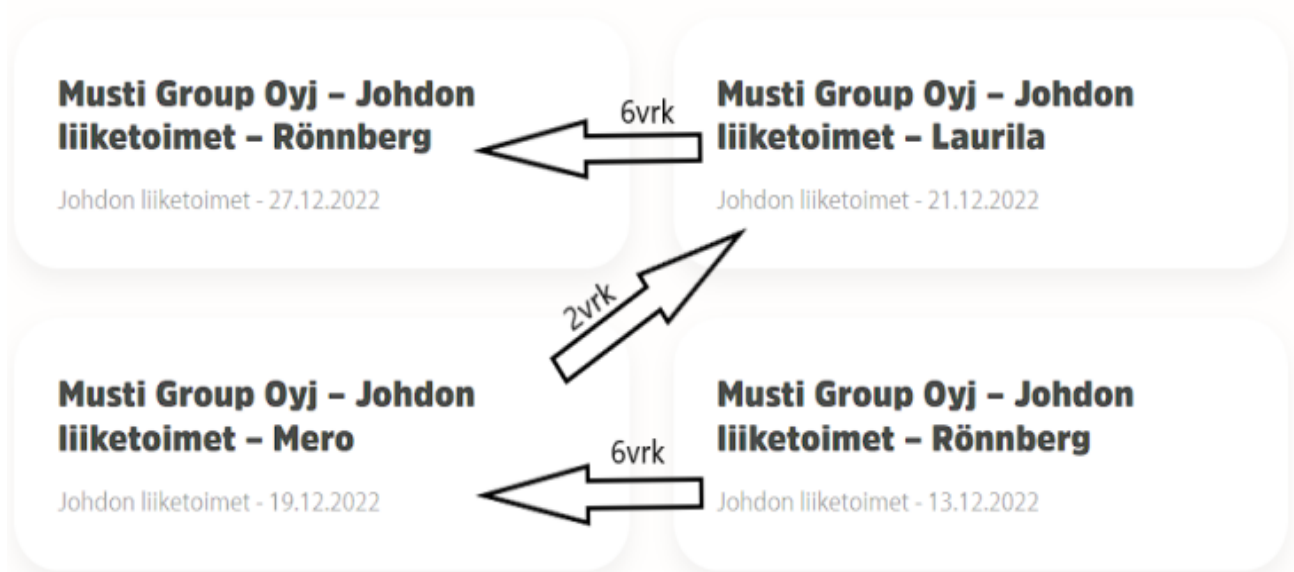 Musti Group Oyj – Johdon
liiketoimet – Rönnberg
Johdon liiketoimet - 27.12.2022
6vrk
Musti Group Oyj – Johdon
liiketoimet – Laurila
Johdon liiketoimet - 21.12.2022
2vrk
Musti Group Oyj – Johdon
liiketoimet – Mero
Johdon liiketoimet - 19.12.2022
6vrk
Musti Group Oyj – Johdon
liiketoimet – Rönnberg
Johdon liiketoimet - 13.12.2022